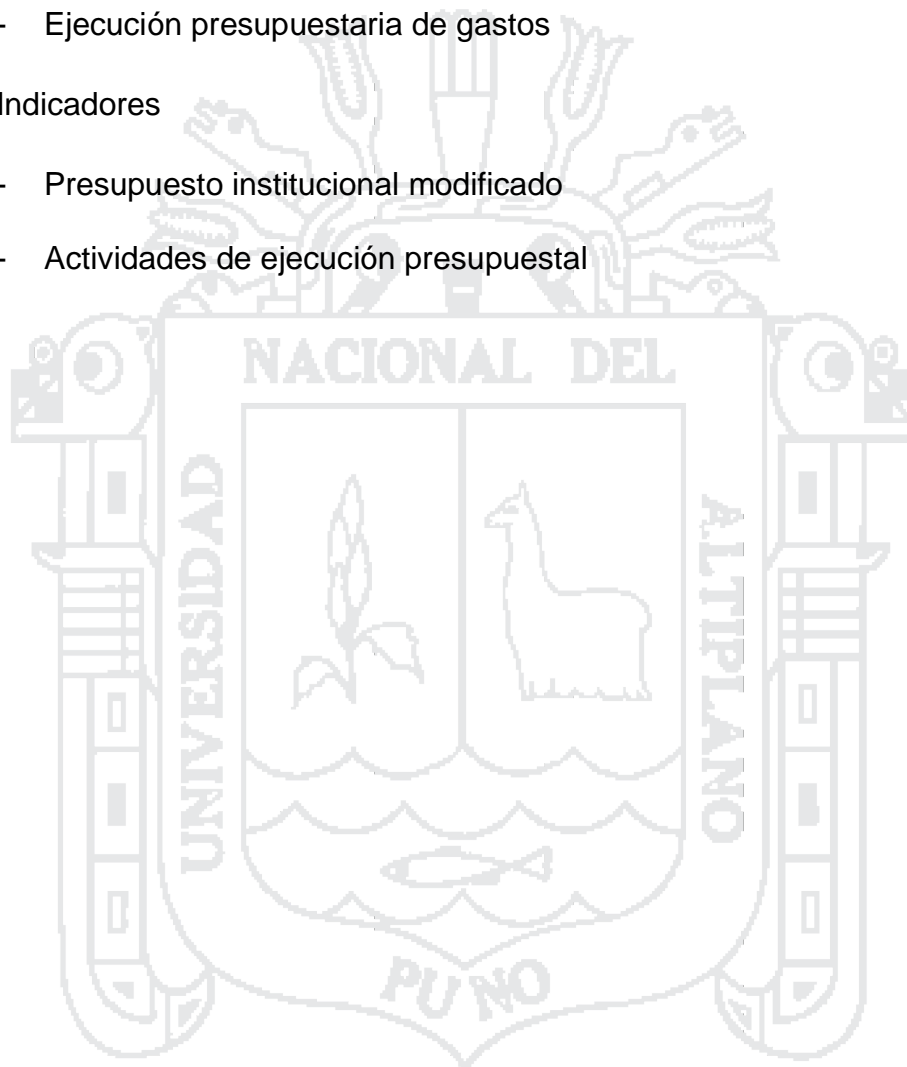 - Ejecución presupuestaria de gastos
Indicadores
- Presupuesto institucional modificado
- Actividades de ejecución presupuestal
NACIONAL DEL
UNIVERSIDAD
ALTIPLANO
PUNO